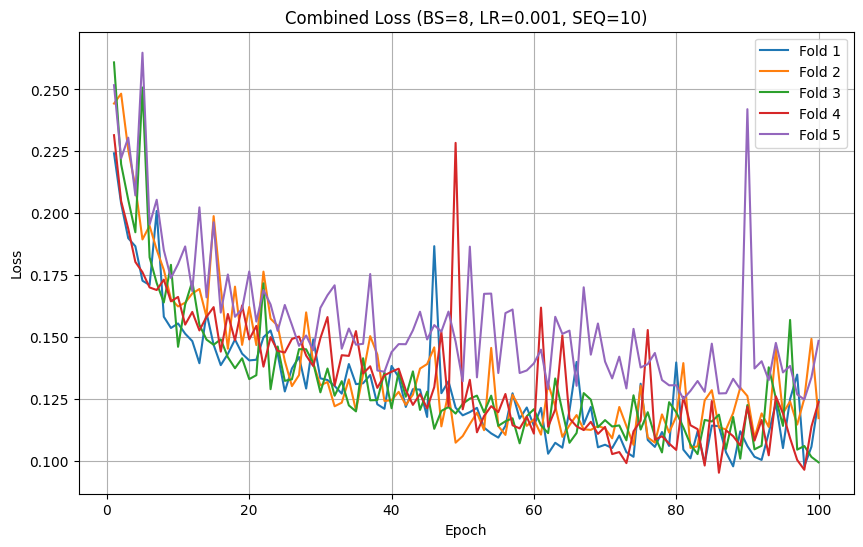 Combined Loss (BS=8, LR=0.001, SEQ=10)
Fold 1
Fold 2
Fold 3
Fold 4
Fold 5
0.250
0.225
0.200
0.175
0.150
0.125
0.100
Loss
0
20
40
60
80
100
Epoch